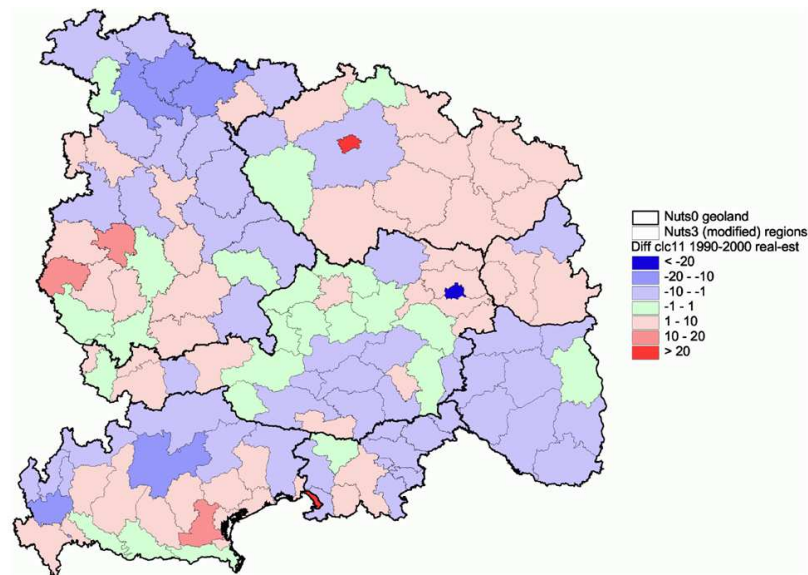 Nuts0 geoland
Nuts3 (modified) regions
Diff clc11 1990-2000 real-est
< -20
-20 - -10
-10 - -1
-1 - 1
1 - 10
10 - 20
> 20